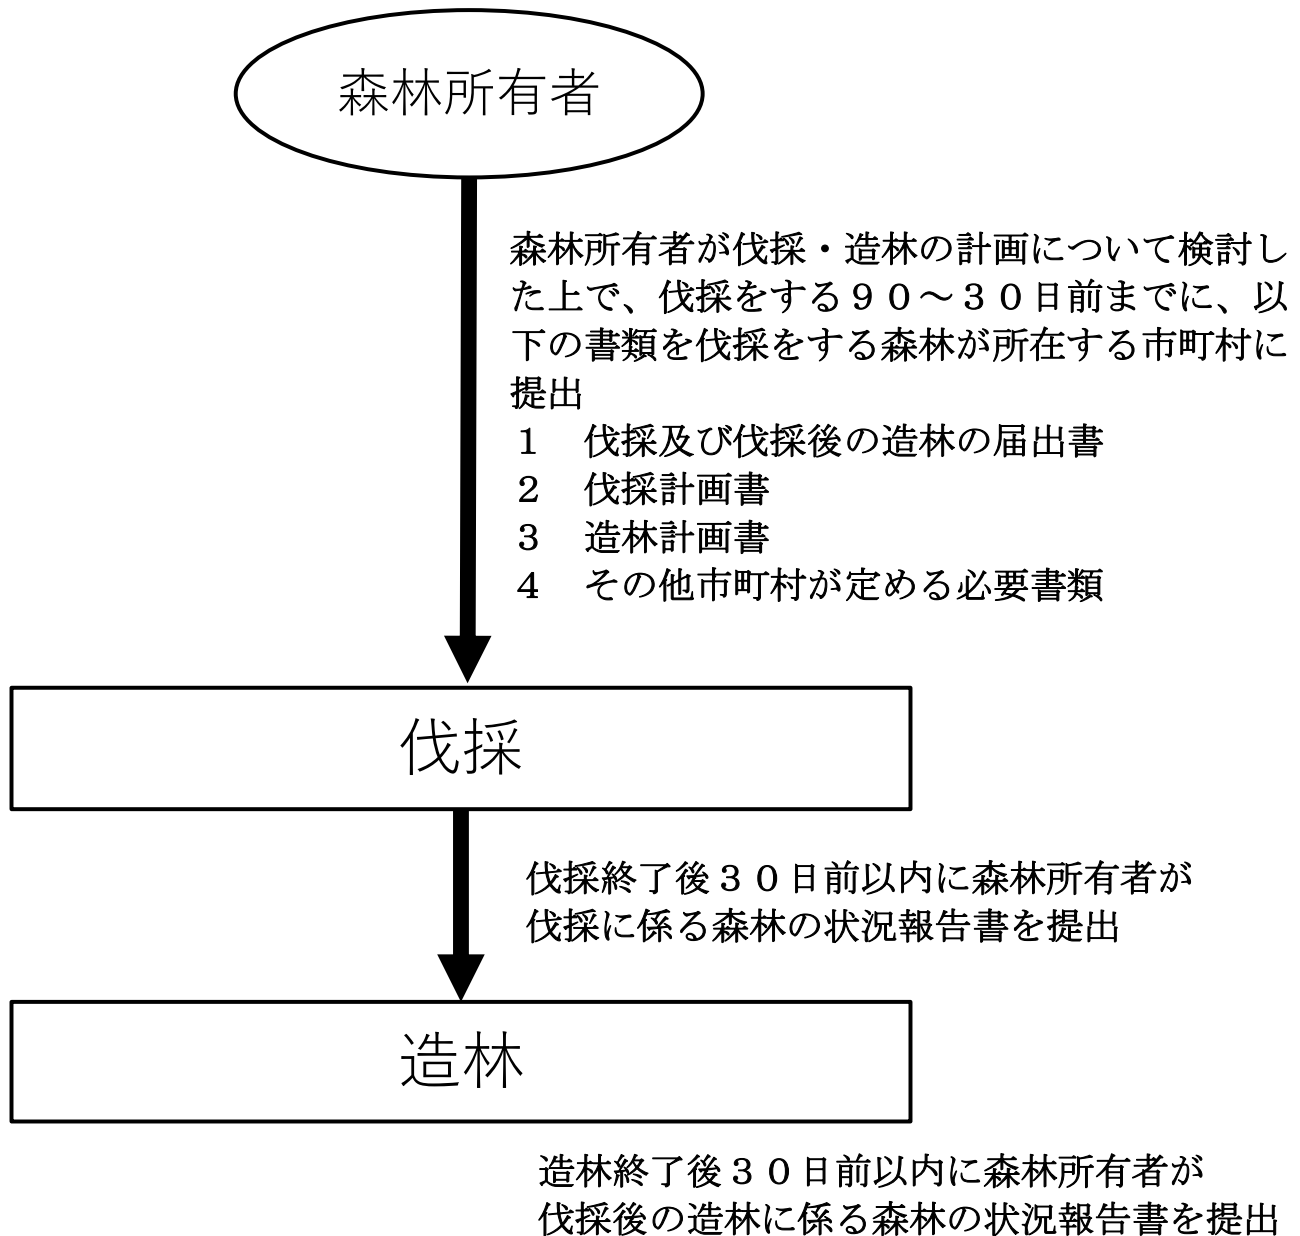 森林所有者
森林所有者が伐採・造林の計画について検討し
た上で、伐採をする９０～３０日前までに、以
下の書類を伐採をする森林が所在する市町村に
提出
１　伐採及び伐採後の造林の届出書
２　伐採計画書
３　造林計画書
４　その他市町村が定める必要書類
伐採
伐採終了後３０日前以内に森林所有者が
伐採に係る森林の状況報告書を提出
造林
造林終了後３０日前以内に森林所有者が
伐採後の造林に係る森林の状況報告書を提出